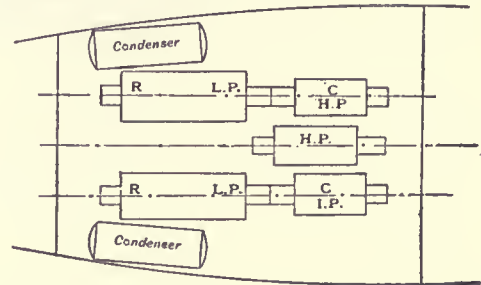 Condenser
R L.P. C
H.P
H.P.
R L.P. C
I.P.
Condenser